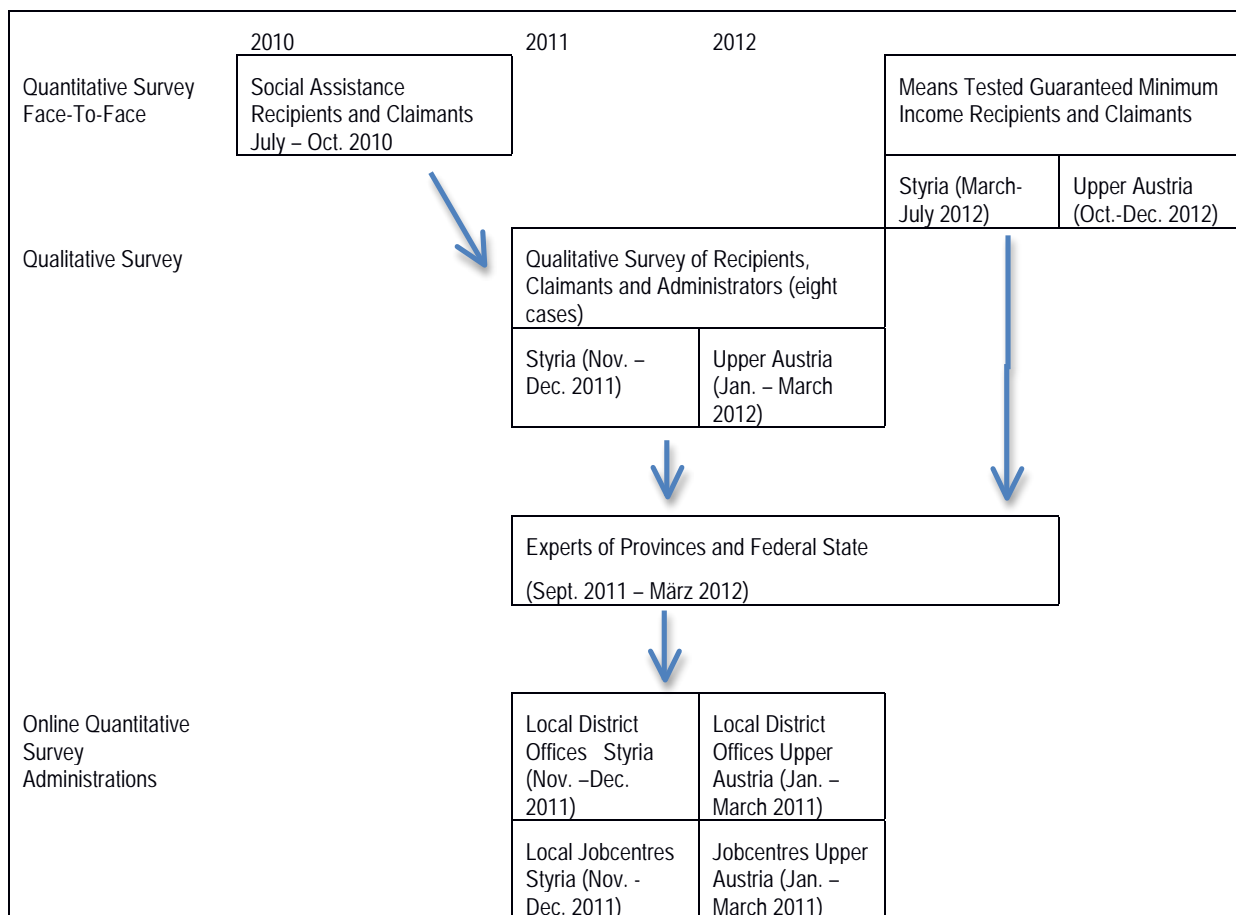 2010
2011
2012
Quantitative Survey
Face-To-Face
Social Assistance
Recipients and Claimants
July – Oct. 2010
Means Tested Guaranteed Minimum
Income Recipients and Claimants
Styria (March-
July 2012)
Upper Austria
(Oct.-Dec. 2012)
Qualitative Survey
Qualitative Survey of Recipients,
Claimants and Administrators (eight
cases)
Styria (Nov. –
Dec. 2011)
Upper Austria
(Jan. – March
2012)
Experts of Provinces and Federal State
(Sept. 2011 – März 2012)
Online Quantitative
Survey
Administrations
Local District
Offices Styria
(Nov. –Dec.
2011)
Local District
Offices Upper
Austria (Jan. –
March 2011)
Local Jobcentres
Styria (Nov. -
Dec. 2011)
Jobcentres Upper
Austria (Jan. –
March 2011)